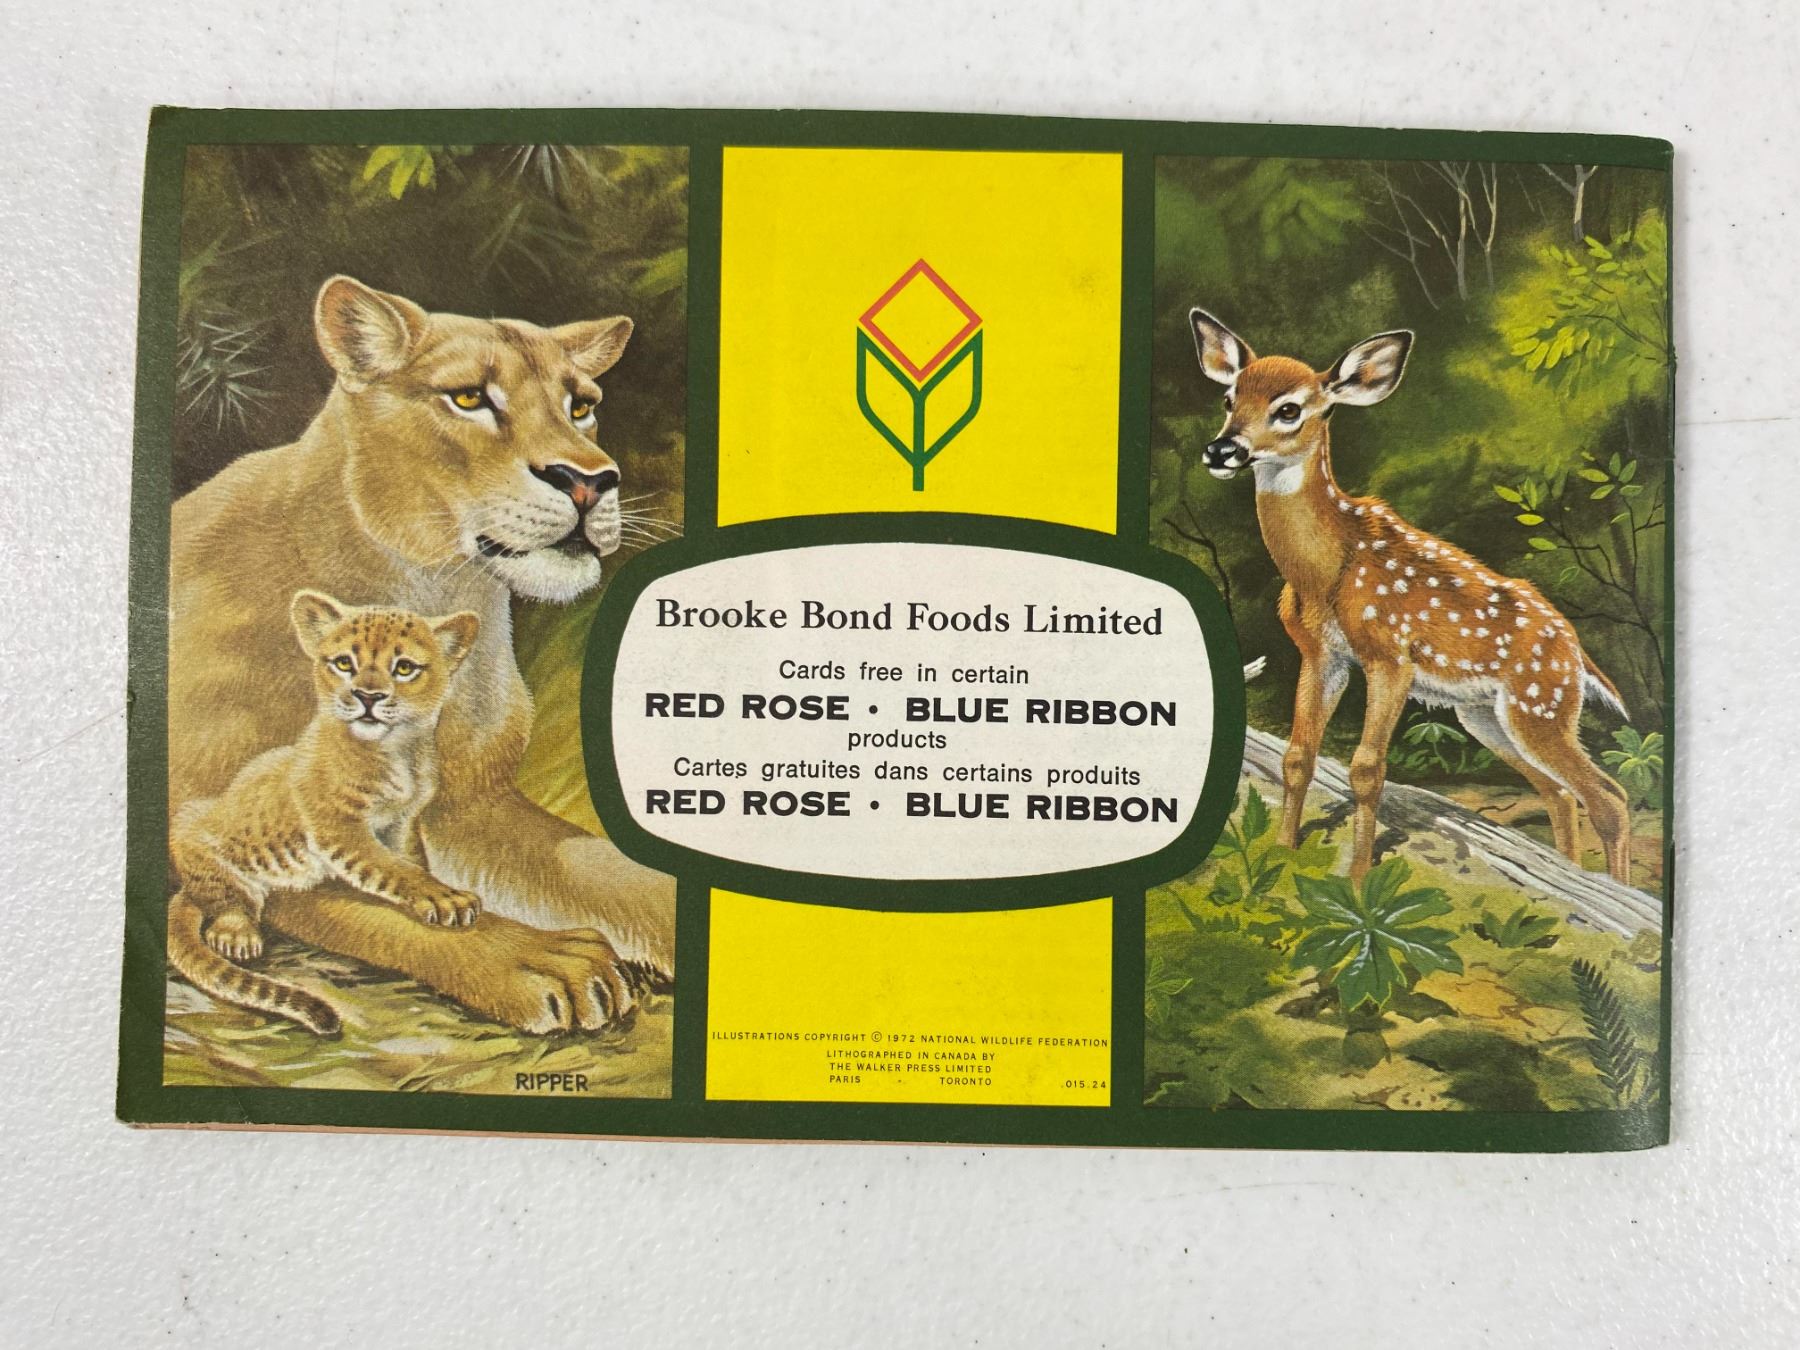 Brooke Bond Foods Limited
Cards free in certain
RED ROSE • BLUE RIBBON
products
Cartes gratuites dans certains produits
RED ROSE • BLUE RIBBON
ILLUSTRATIONS COPYRIGHT © 1972 NATIONAL WILDLIFE FEDERATION
LITHOGRAPHED IN CANADA BY
THE WALKER PRESS LIMITED
PARIS TORONTO .015.24
RIPPER